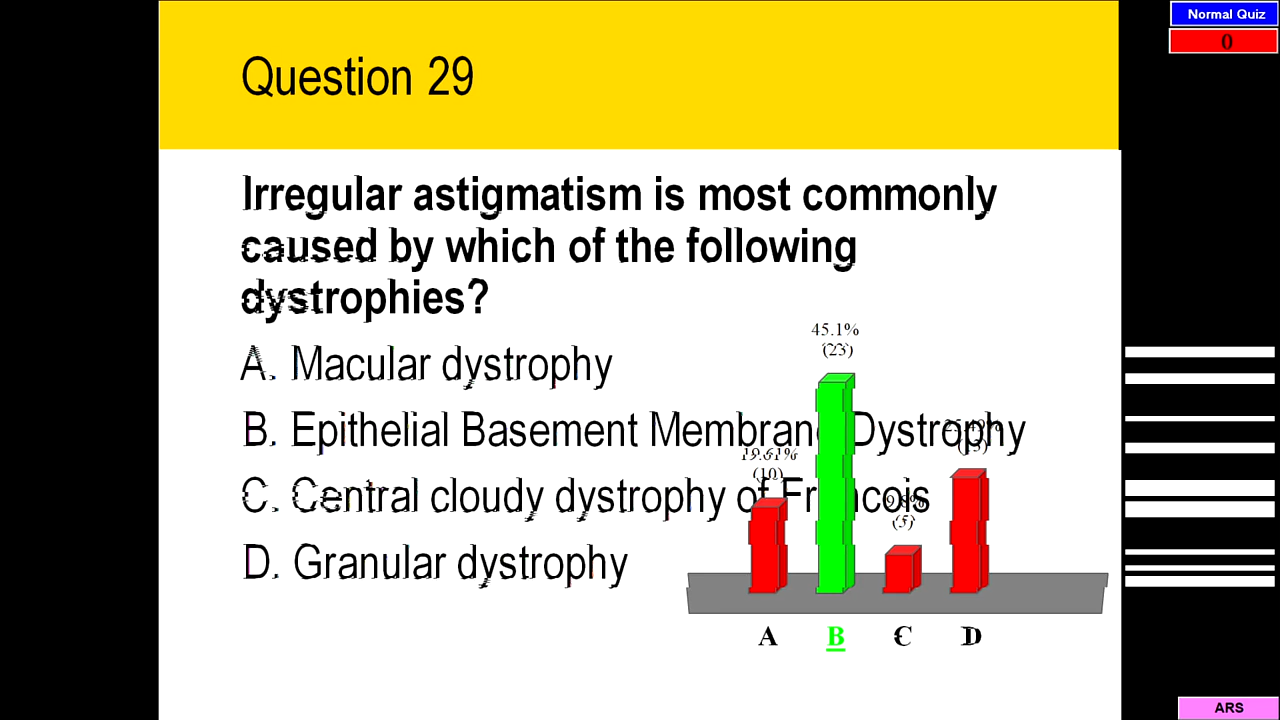 Normal Quiz
0
Question 29
Irregular astigmatism is most commonly
caused by which of the following
dystrophies?
A. Macular dystrophy
B. Epithelial Basement Membrane Dystrophy
C. Central cloudy dystrophy of Francois
D. Granular dystrophy
45.1%
(23)
19.61%
(10)
(5)
A
B
C
D
ARS